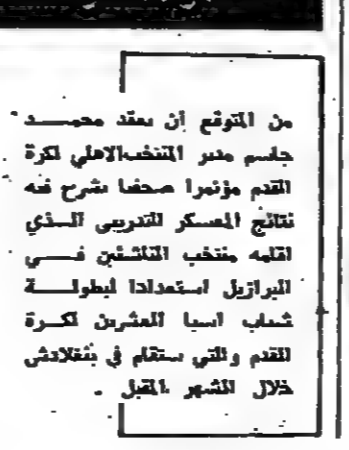 من المتوقع أن يعقد محمد
جاسم مدير المنتخب الاهلي لكرة
القدم مؤتمرا صحفيا يشرح فيه
نتائج المعسكر التدريبي الذي
اقامه منتخب الناشئين في
البرازيل استعدادا لبطولة
شباب اسيا العشرين لكرة
القدم والتي ستقام في بنغلادش
خلال الشهر المقبل .